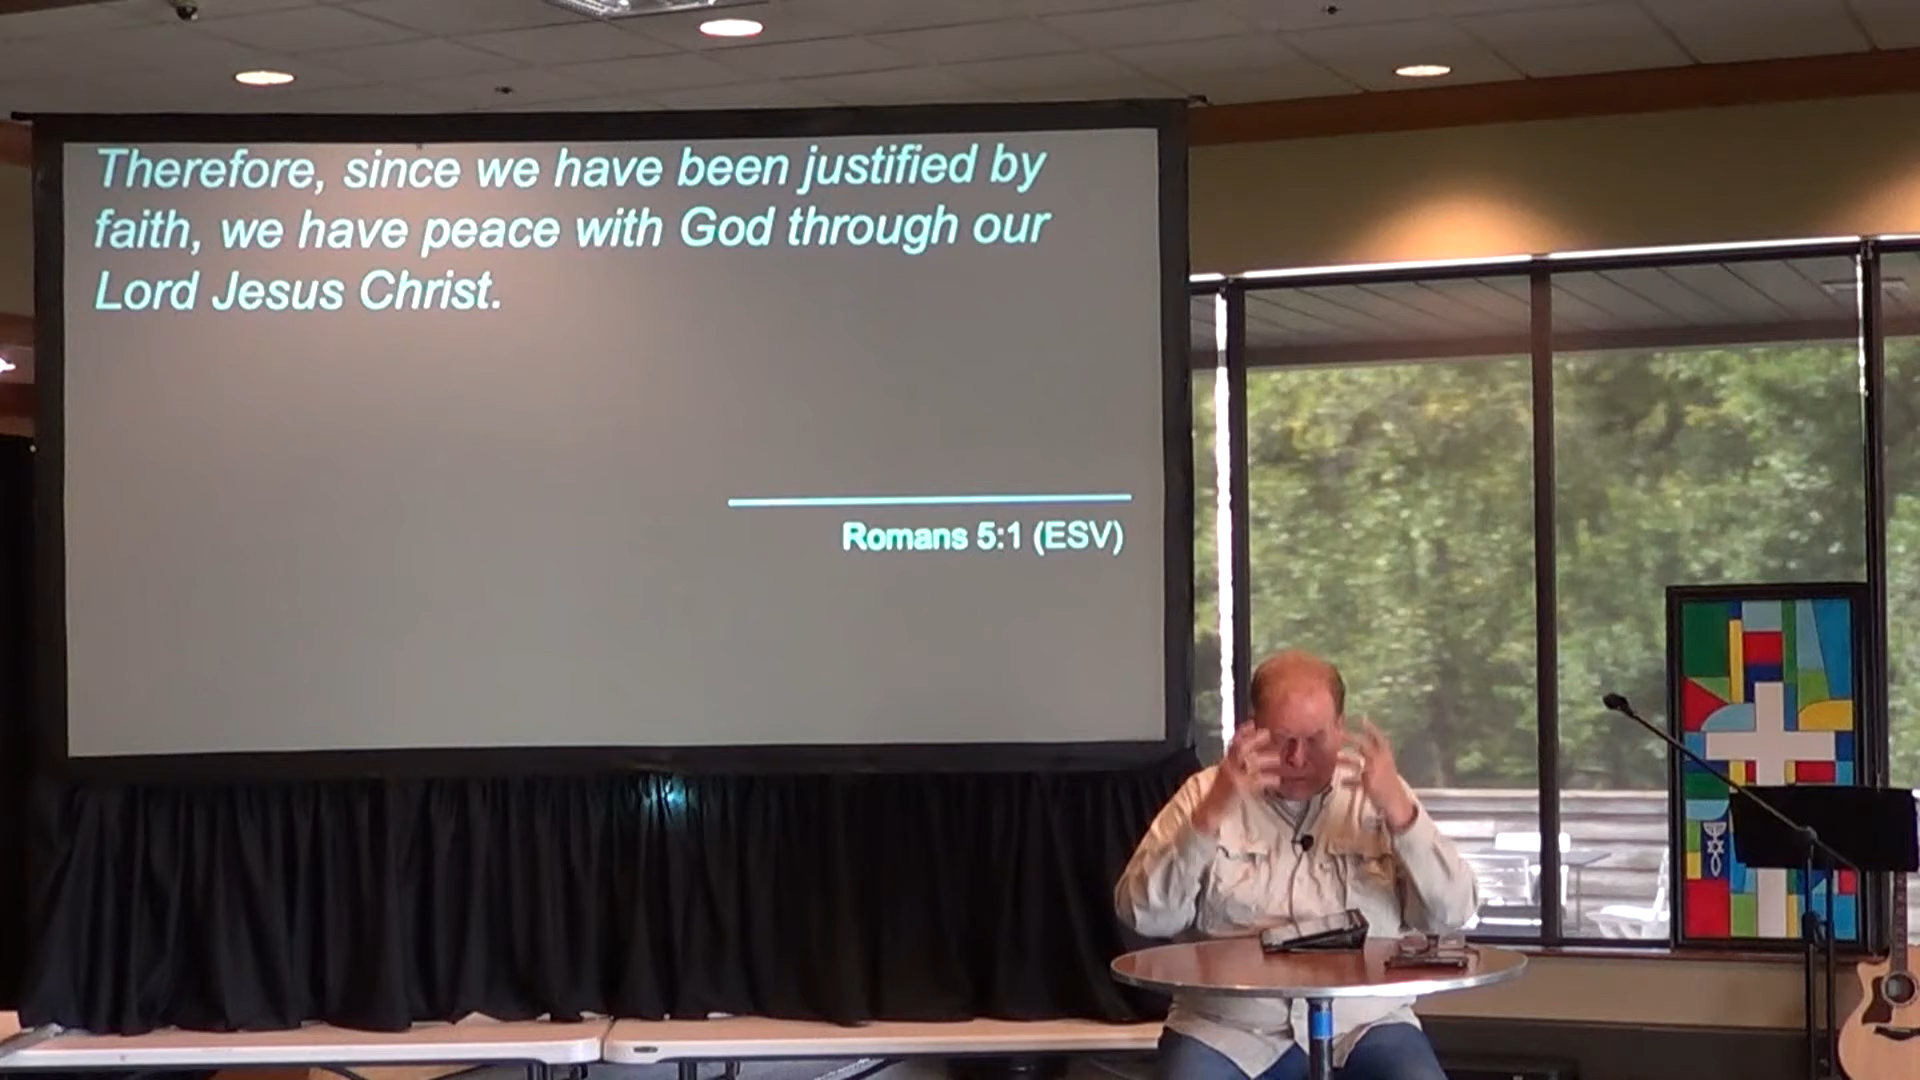 Therefore, since we have been justified by
faith, we have peace with God through our
Lord Jesus Christ.
Romans 5:1 (ESV)